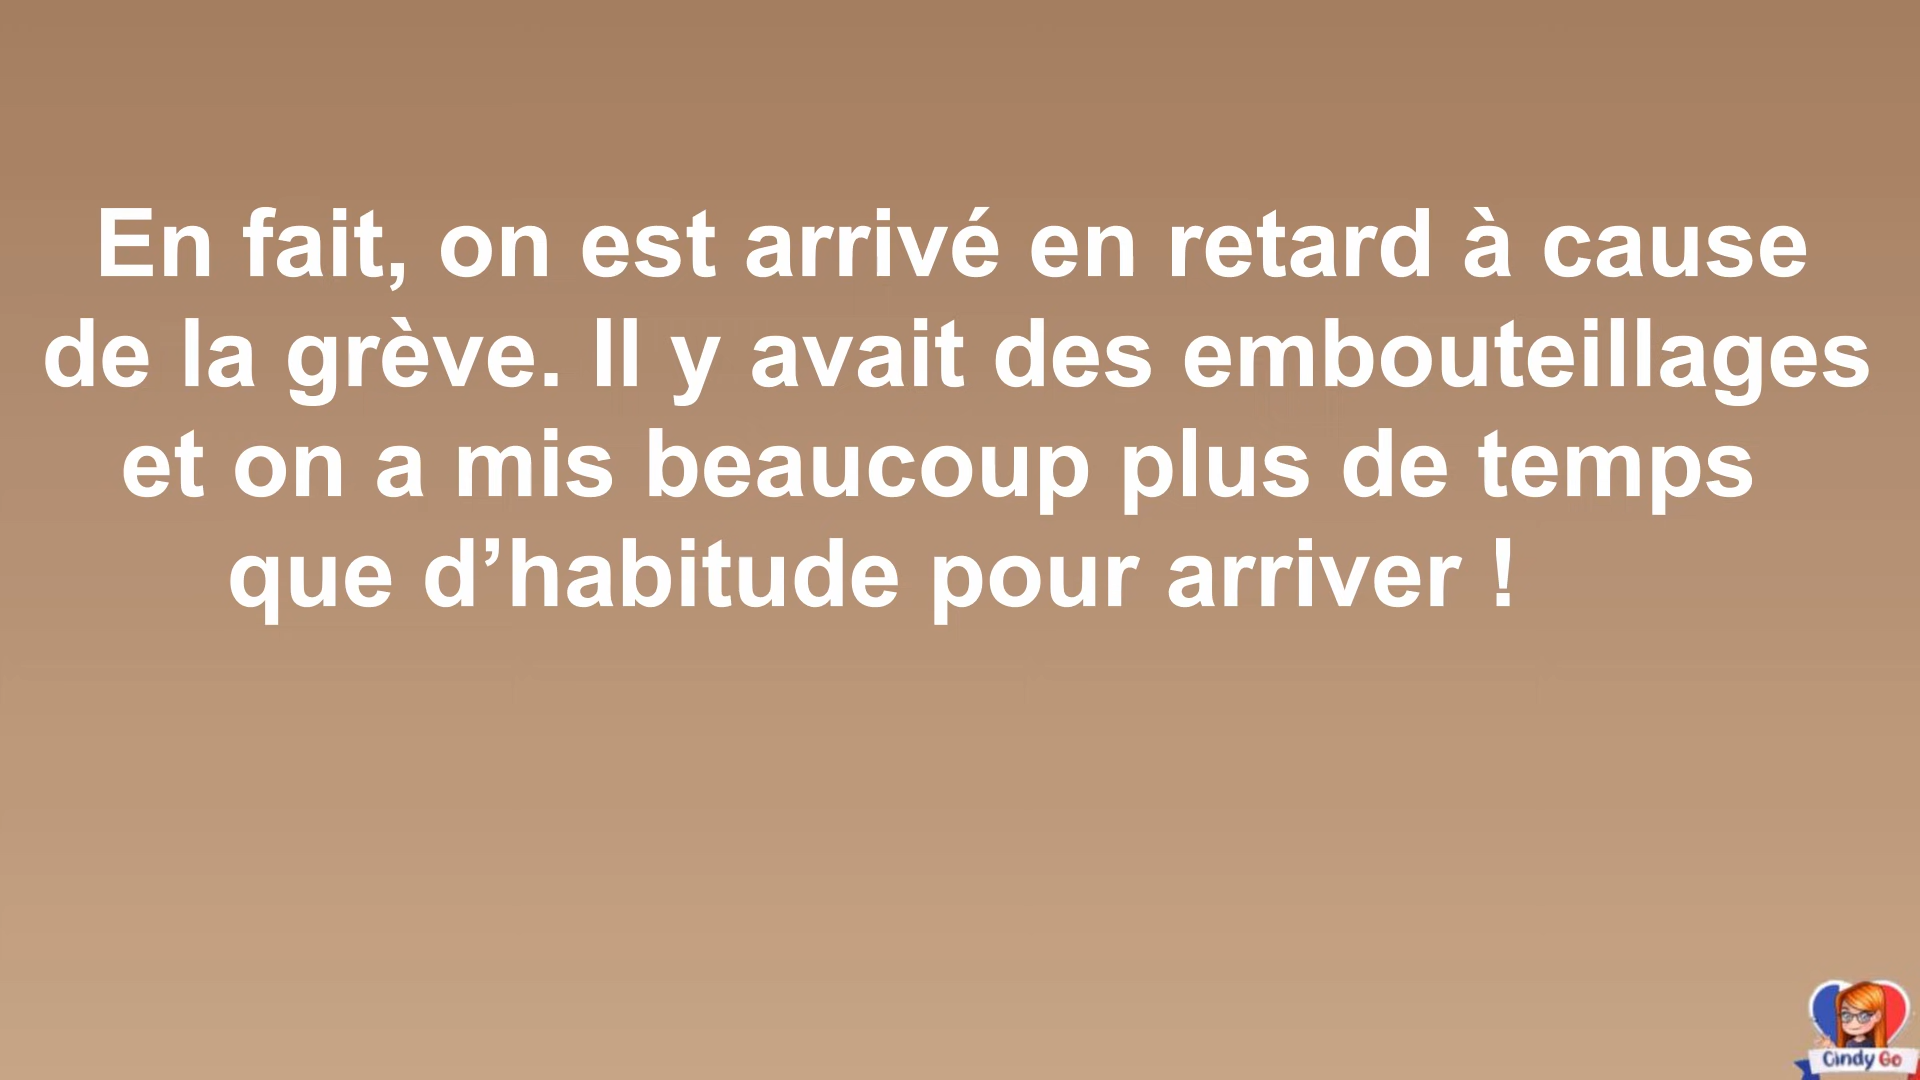 En fait, on est arrivé en retard à cause
de la grève. Il y avait des embouteillages
et on a mis beaucoup plus de temps
que d’habitude pour arriver !
Cindy Go